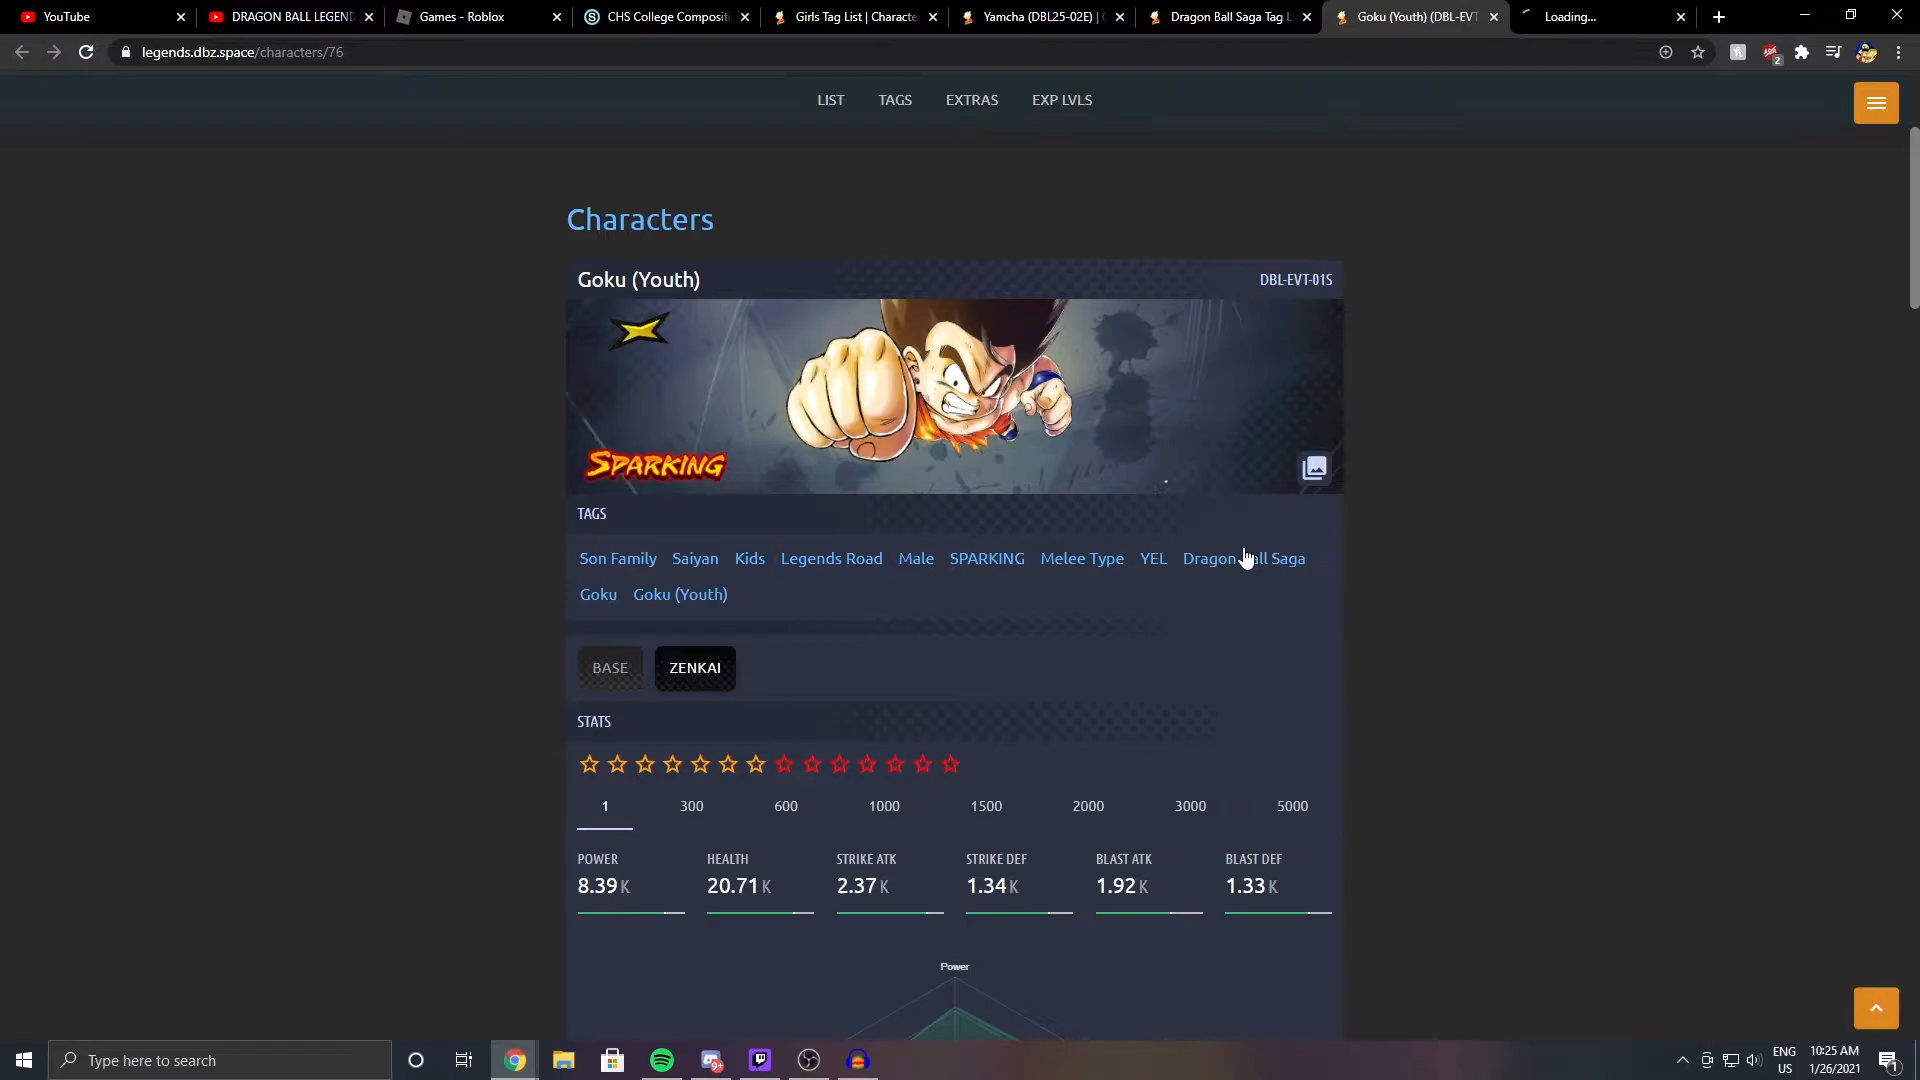 YouTube
DRAGON BALL LEGEND
Games - Roblox
CHS College Compositi
Girls Tag List | Characte
Yamcha (DBL25-02E) |
Dragon Ball Saga Tag L
Goku (Youth) (DBL-EVT
Loading...
legends.dbz.space/characters/76
2
LIST TAGS EXTRAS EXP LVLS
Characters
Goku (Youth) DBL-EVT-01S
SPARKING
TAGS
Son Family Saiyan Kids Legends Road Male SPARKING Melee Type YEL Dragon Ball Saga
Goku Goku (Youth)
BASE ZENKAI
STATS
1 300 600 1000 1500 2000 3000 5000
POWER HEALTH STRIKE ATK STRIKE DEF BLAST ATK BLAST DEF
8.39 K 20.71 K 2.37 K 1.34 K 1.92 K 1.33 K
Power
Type here to search
9+
ENG
US
10:25 AM
1/26/2021
1